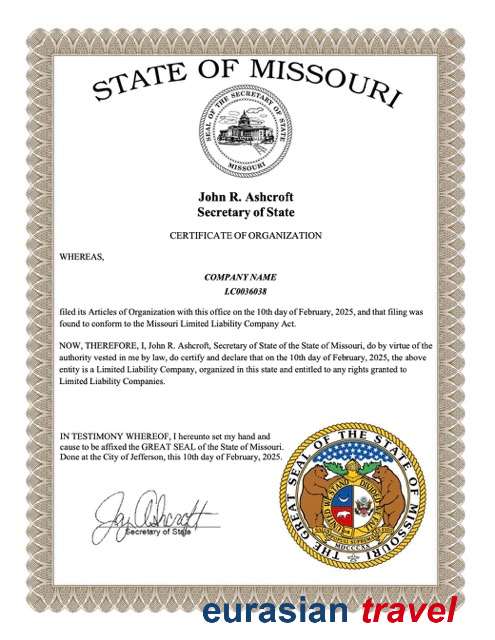 STATE OF MISSOURI
SEAL OF THE SECRETARY OF STATE
MISSOURI
John R. Ashcroft
Secretary of State
CERTIFICATE OF ORGANIZATION
WHEREAS,
COMPANY NAME
LC0036038
filed its Articles of Organization with this office on the 10th day of February, 2025, and that filing was
found to conform to the Missouri Limited Liability Company Act.
NOW, THEREFORE, I, John R. Ashcroft, Secretary of State of the State of Missouri, do by virtue of the
authority vested in me by law, do certify and declare that on the 10th day of February, 2025, the above
entity is a Limited Liability Company, organized in this state and entitled to any rights granted to
Limited Liability Companies.
IN TESTIMONY WHEREOF, I hereunto set my hand and
cause to be affixed the GREAT SEAL of the State of Missouri.
Done at the City of Jefferson, this 10th day of February, 2025.
THE GREAT SEAL OF THE STATE OF MISSOURI
UNITED WE STAND DIVIDED WE FALL
MDCCCXX
Jay Ashcroft
Secretary of State
eurasian travel